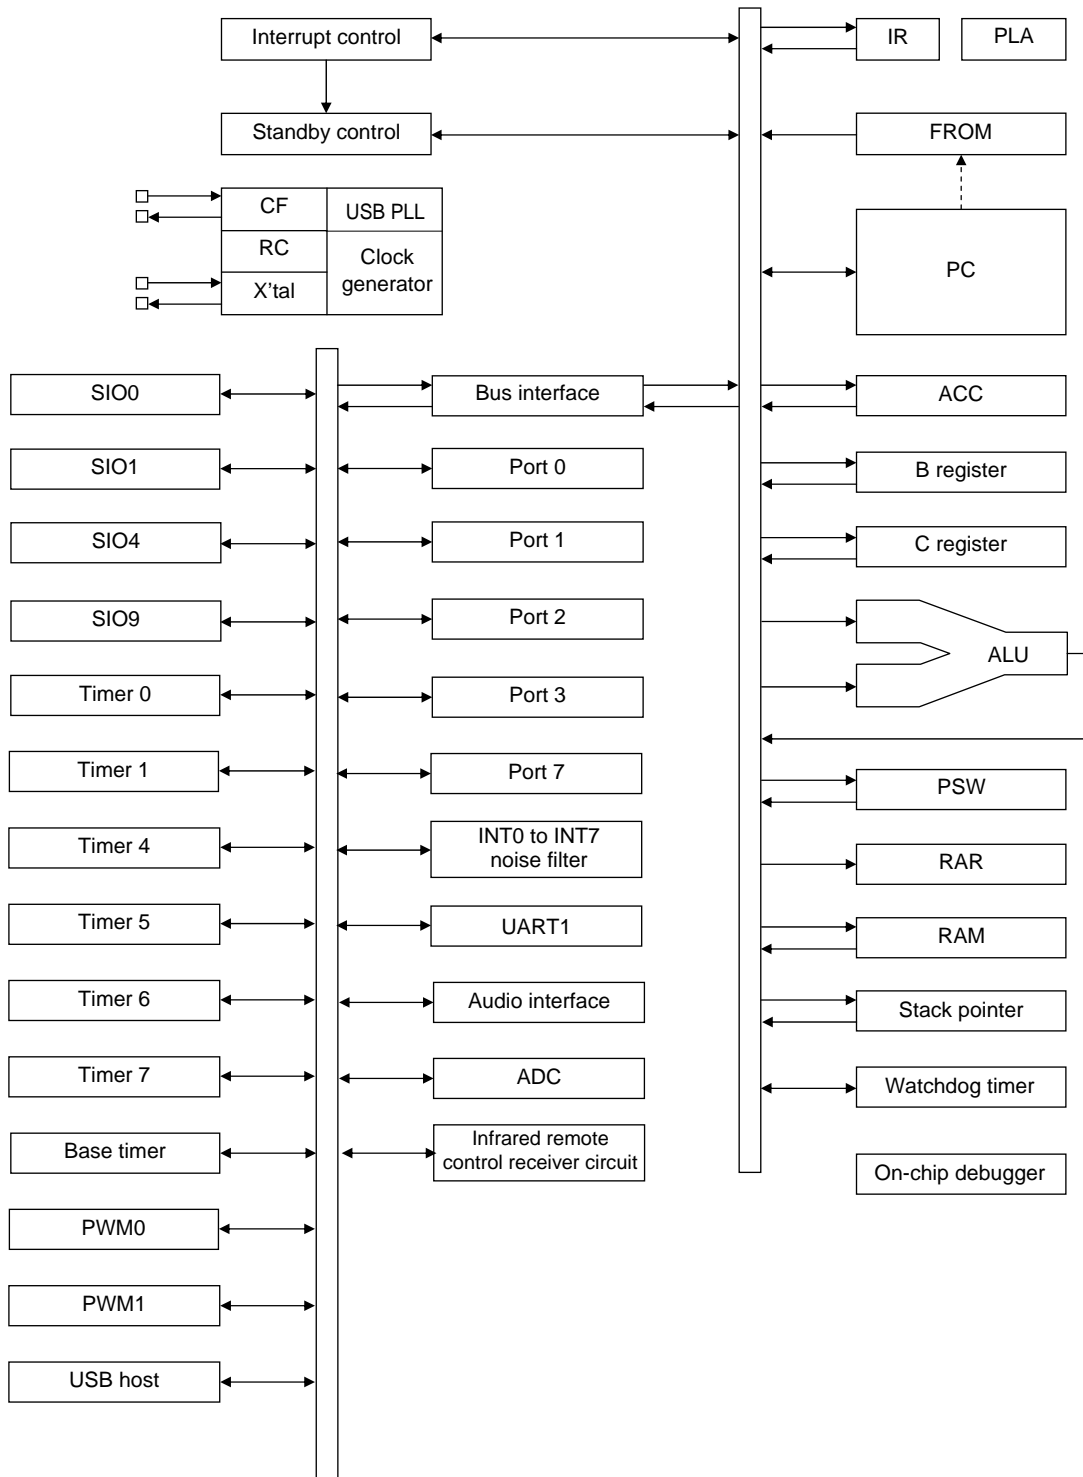 Interrupt control
IR
PLA
Standby control
FROM
CF
USB PLL
RC
Clock
generator
X'tal
PC
SIO0
Bus interface
ACC
SIO1
Port 0
B register
SIO4
Port 1
C register
SIO9
Port 2
ALU
Timer 0
Port 3
Timer 1
Port 7
PSW
Timer 4
INT0 to INT7
noise filter
RAR
Timer 5
UART1
RAM
Timer 6
Audio interface
Stack pointer
Timer 7
ADC
Watchdog timer
Base timer
Infrared remote
control receiver circuit
On-chip debugger
PWM0
PWM1
USB host